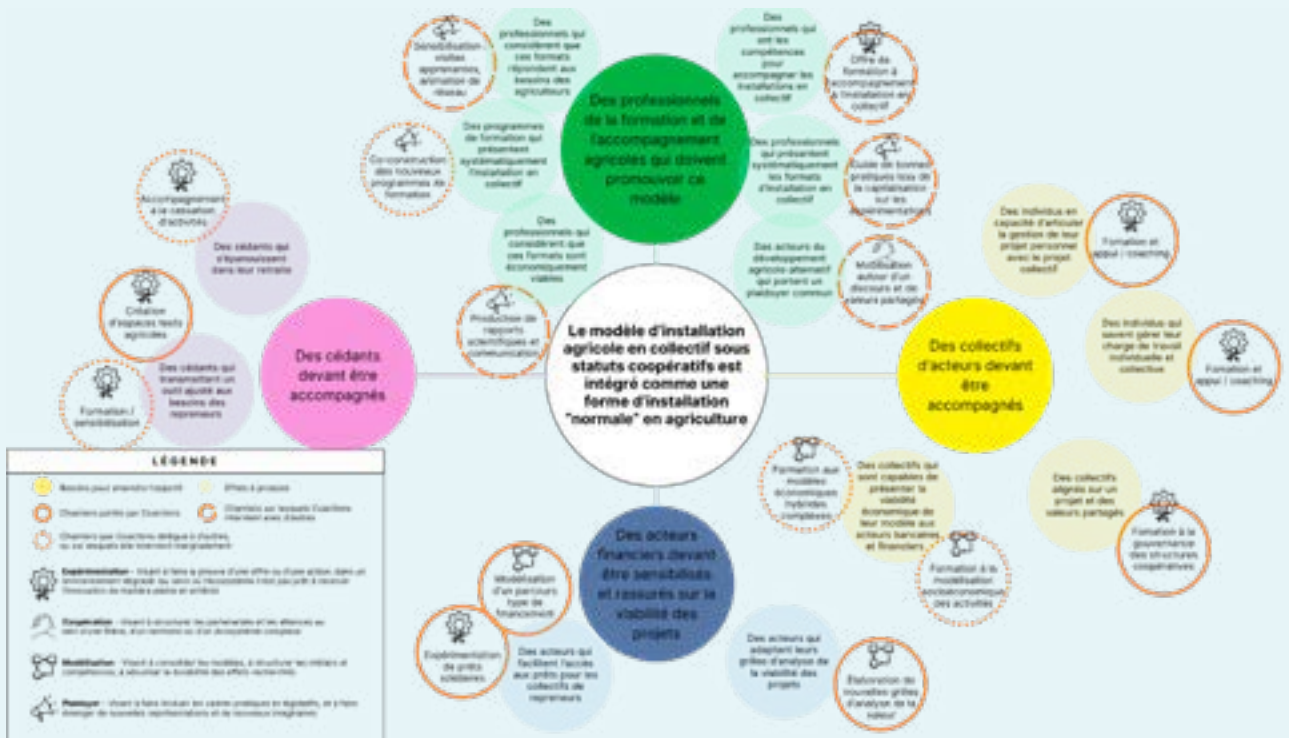 Sensibilisation -
visites
apprenantes,
animation de
réseau
Des
professionnels qui
considèrent que
ces formats
répondent aux
besoins des
agriculteurs
Des
professionnels qui
ont les
compétences
pour
accompagner les
installations en
collectif
Offre de
formation à
l'accompagnement
à l'installation en
collectif
Des professionnels
de la formation et de
l'accompagnement
agricoles qui doivent
promouvoir ce
modèle
Co-construction
des nouveaux
programmes de
formation
Des programmes
de formation qui
présentent
systématiquement
l'installation en
collectif
Des professionnels
qui présentent
systématiquement
les formats
d'installation en
collectif
Guide de bonnes
pratiques issu de
la capitalisation
sur les
expérimentations
Accompagnement
à la cessation
d'activités
Des cédants qui
s'épanouissent
dans leur retraite
Des
professionnels qui
considèrent que
ces formats sont
économiquement
viables
Des acteurs du
développement
agricole alternatif
qui portent un
plaidoyer commun
Mobilisation
autour d'un
discours et de
valeurs partagés
Des individus en
capacité d'articuler
la gestion de leur
projet personnel
avec le projet
collectif
Formation et
appui / coaching
Création
d'espaces tests
agricoles
Production de
rapports
scientifiques et
communication
Des cédants
devant être
accompagnés
Le modèle d'installation
agricole en collectif sous
statuts coopératifs est
intégré comme une
forme d'installation
"normale" en agriculture
Des collectifs
d'acteurs devant
être
accompagnés
Des individus qui
savent gérer leur
charge de travail
individuelle et
collective
Formation et
appui / coaching
Formation /
sensibilisation
Des cédants qui
transmettent un
outil ajusté aux
besoins des
repreneurs
Formation aux
modèles
économiques
hybrides -
complexes
Des collectifs qui
sont capables de
présenter la
viabilité
économique de
leur modèle aux
acteurs bancaires
et financiers
Des collectifs
alignés sur un
projet et des
valeurs partagés
Formation à la
gouvernance
des structures
coopératives
Formation à la
modélisation
socioéconomique
des activités
Des acteurs
financiers devant
être sensibilisés
et rassurés sur la
viabilité des
projets
Modélisation
d'un parcours
type de
financement
Expérimentation
de prêts
solidaires
Des acteurs qui
facilitent l'accès
aux prêts pour les
collectifs de
repreneurs
Des acteurs qui
adaptent leurs
grilles d'analyse de
la viabilité des
projets
Élaboration de
nouvelles grilles
d'analyse de la
valeur
LÉGENDE
Besoins pour atteindre l'objectif
Effets à produire
Expérimentation
Coopération
Modélisation
Plaidoyer